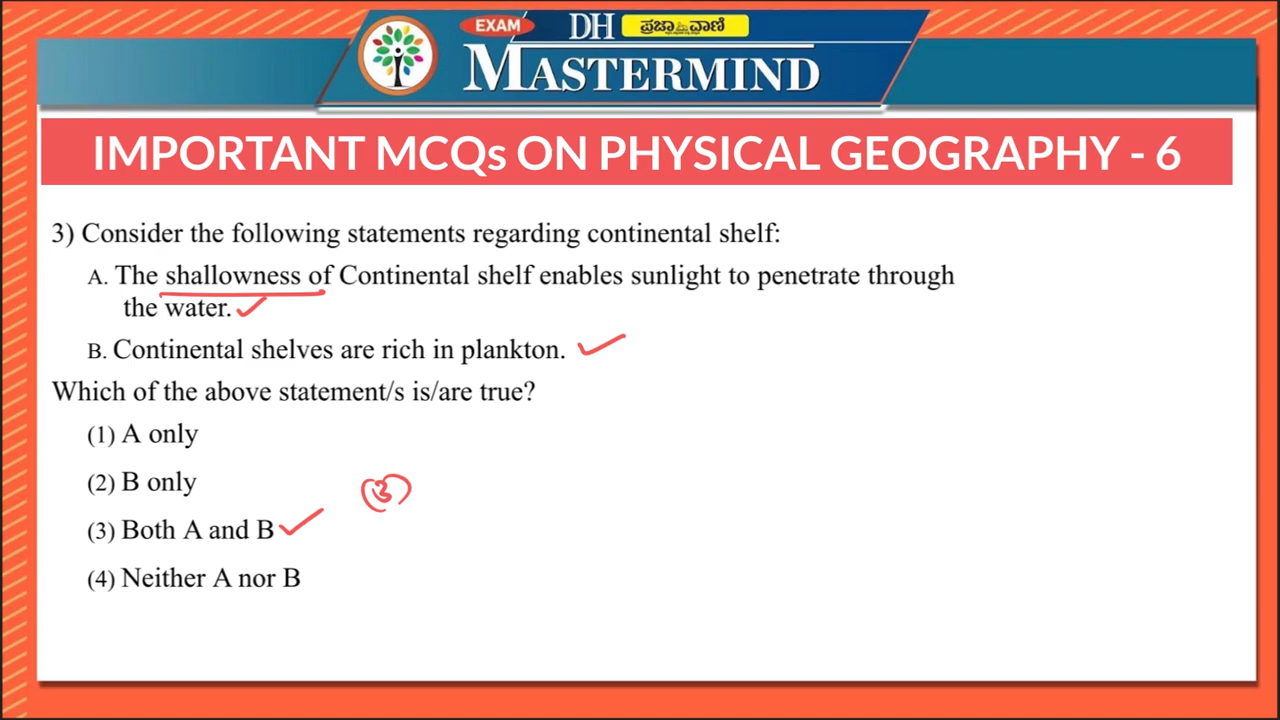 EXAM
DH ಪ್ರಜಾವಾಣಿ
MASTERMIND
IMPORTANT MCQs ON PHYSICAL GEOGRAPHY - 6
3) Consider the following statements regarding continental shelf:
A. The shallowness of Continental shelf enables sunlight to penetrate through
the water.
B. Continental shelves are rich in plankton.
Which of the above statement/s is/are true?
(1) A only
(2) B only
(3) Both A and B
(4) Neither A nor B